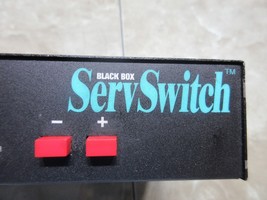 BLACK BOX
ServSwitch™
− +